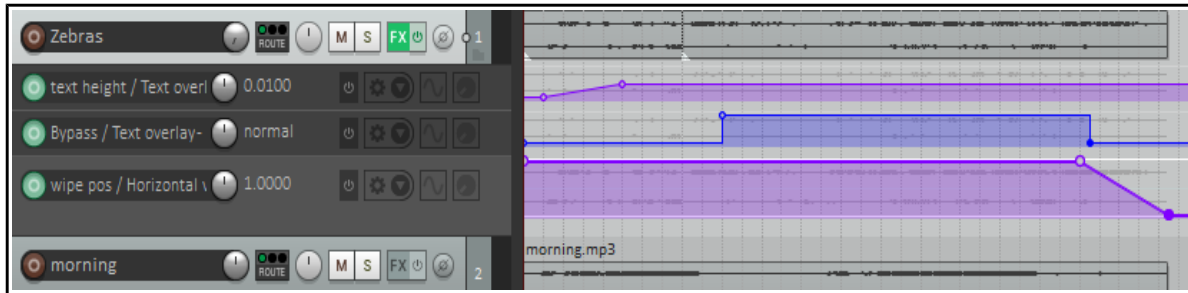 Zebras ROUTE M S FX 1
text height / Text overl 0.0100
Bypass / Text overlay- normal
wipe pos / Horizontal 1.0000
morning.mp3
morning ROUTE M S FX 2